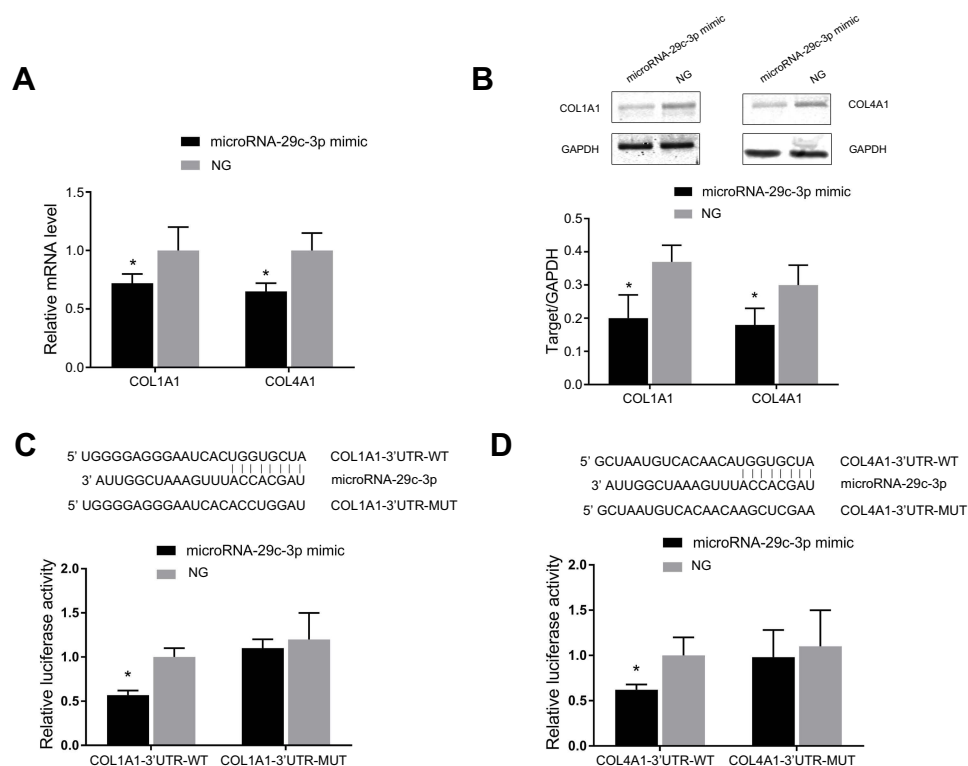 A
microRNA-29c-3p mimic
NG
Relative mRNA level
1.5
1.0
0.5
0.0
*
*
COL1A1
COL4A1
B
microRNA-29c-3p mimic
NG
microRNA-29c-3p mimic
NG
COL1A1
COL4A1
GAPDH
GAPDH
microRNA-29c-3p mimic
NG
Target/GAPDH
0.5
0.4
0.3
0.2
0.1
0.0
*
*
COL1A1
COL4A1
C
5' UGGGGAGGGAAUCACUGGUGCUA COL1A1-3'UTR-WT
3' AUUGGCUAAAGUUUACCACGAU microRNA-29c-3p
5' UGGGGAGGGAAUCACACCUGGAU COL1A1-3'UTR-MUT
microRNA-29c-3p mimic
NG
Relative luciferase activity
2.0
1.5
1.0
0.5
0.0
*
COL1A1-3'UTR-WT
COL1A1-3'UTR-MUT
D
5' GCUAAUGUCACAACAUGGUGCUA COL4A1-3'UTR-WT
3' AUUGGCUAAAGUUUACCACGAU microRNA-29c-3p
5' GCUAAUGUCACAACAAGCUCGAA COL4A1-3'UTR-MUT
microRNA-29c-3p mimic
NG
Relative luciferase activity
2.0
1.5
1.0
0.5
0.0
*
COL4A1-3'UTR-WT
COL4A1-3'UTR-MUT